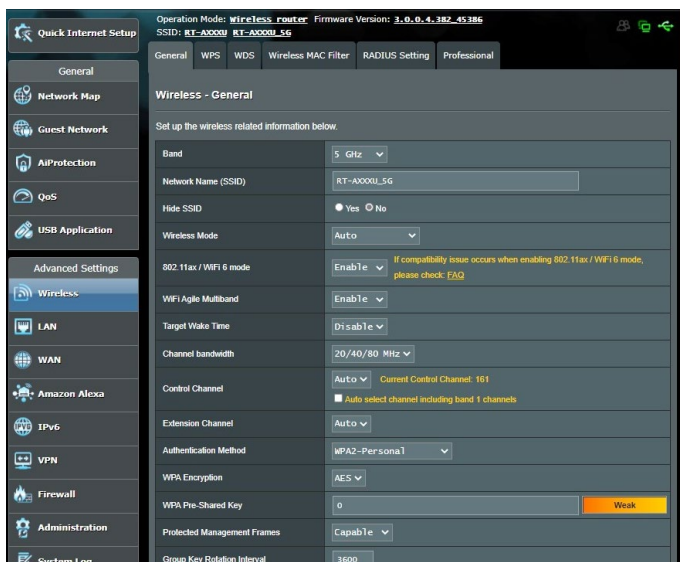 Quick Internet Setup
Operation Mode: Wireless router Firmware Version: 3.0.0.4.382_45386
SSID: RT-AXXXU RT-AXXXU_5G
General
Network Map
Guest Network
AiProtection
QoS
USB Application
Advanced Settings
Wireless
LAN
WAN
Amazon Alexa
IPv6
VPN
Firewall
Administration
System Log
General WPS WDS Wireless MAC Filter RADIUS Setting Professional
Wireless - General
Set up the wireless related information below.
Band 5 GHz
Network Name (SSID) RT-AXXXU_5G
Hide SSID Yes No
Wireless Mode Auto
802.11ax / WiFi 6 mode Enable If compatibility issue occurs when enabling 802.11ax / WiFi 6 mode,
please check: FAQ
WiFi Agile Multiband Enable
Target Wake Time Disable
Channel bandwidth 20/40/80 MHz
Control Channel Auto Current Control Channel: 161
Auto select channel including band 1 channels
Extension Channel Auto
Authentication Method WPA2-Personal
WPA Encryption AES
WPA Pre-Shared Key 0 Weak
Protected Management Frames Capable
Group Key Rotation Interval 3600